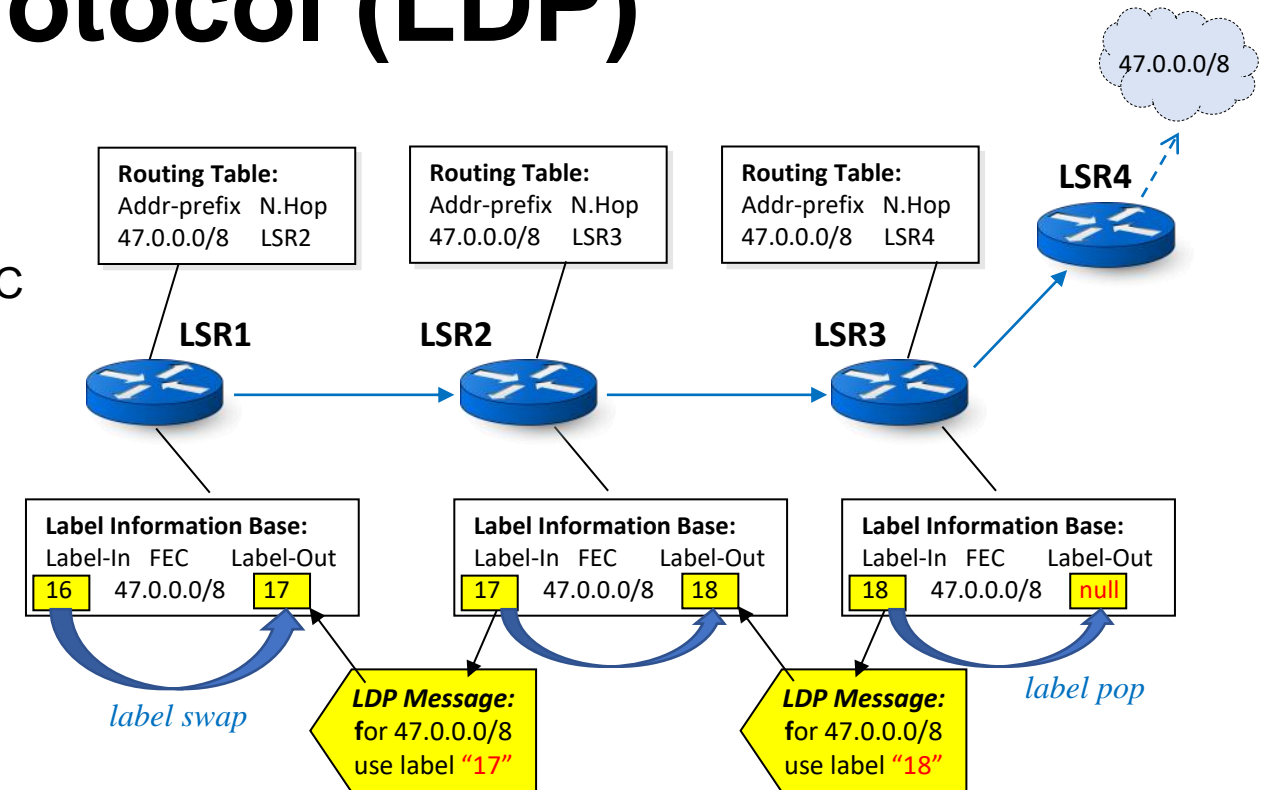 otocol (LDP)
47.0.0.0/8
LSR4
Routing Table:
Addr-prefix N.Hop
47.0.0.0/8 LSR2
Routing Table:
Addr-prefix N.Hop
47.0.0.0/8 LSR3
Routing Table:
Addr-prefix N.Hop
47.0.0.0/8 LSR4
C
LSR1
LSR2
LSR3
Label Information Base:
Label-In FEC Label-Out
16 47.0.0.0/8 17
Label Information Base:
Label-In FEC Label-Out
17 47.0.0.0/8 18
Label Information Base:
Label-In FEC Label-Out
18 47.0.0.0/8 null
label swap
LDP Message:
for 47.0.0.0/8
use label “17”
LDP Message:
for 47.0.0.0/8
use label “18”
label pop